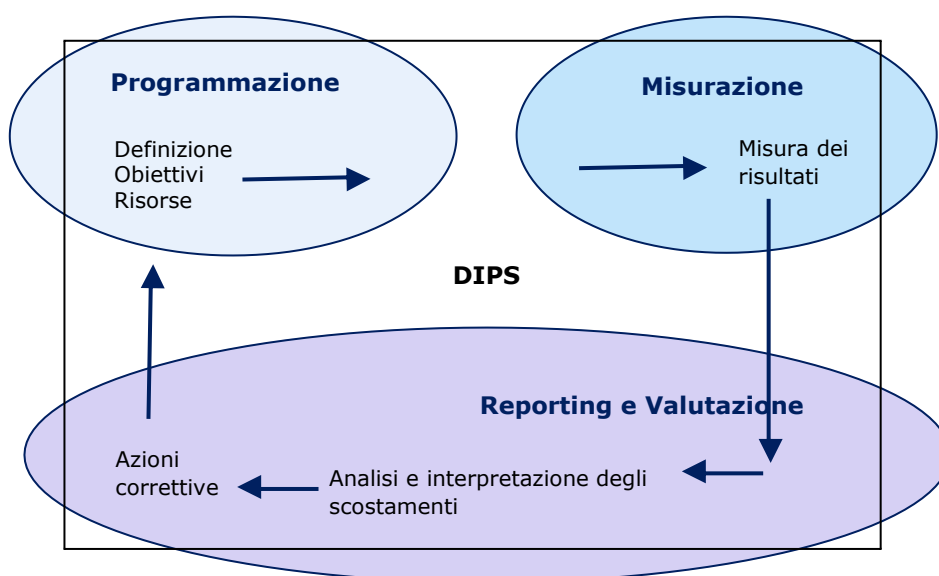 Programmazione
Definizione
Obiettivi
Risorse
Misurazione
Misura dei
risultati
DIPS
Reporting e Valutazione
Analisi e interpretazione degli
scostamenti
Azioni
correttive